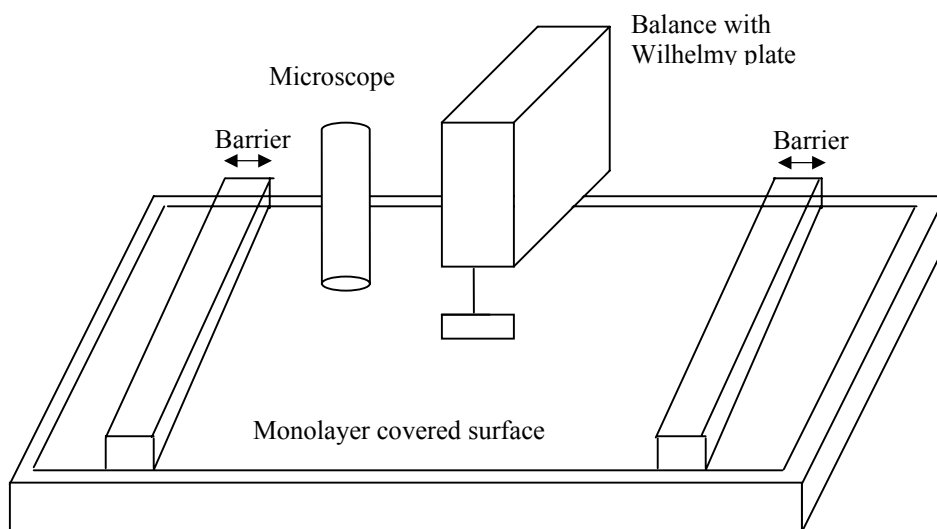 Balance with
Wilhelmy plate
Microscope
Barrier
Barrier
Monolayer covered surface